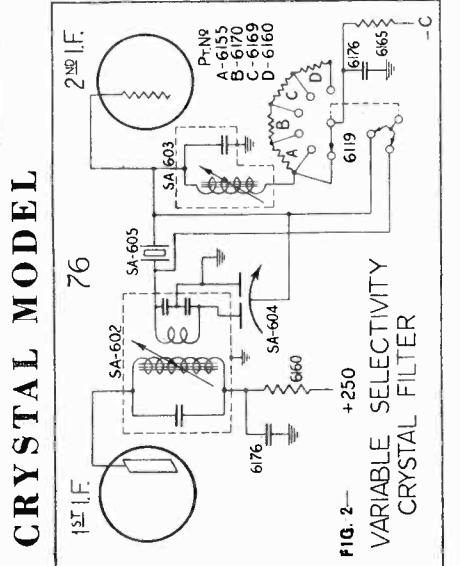 CRYSTAL MODEL
76
1ST I.F.
2ND I.F.
SA-602
SA-605
SA-603
PT.Nº
A-6155
B-6170
C-6169
D-6160
A
B
C
D
6176
6165
-C
6119
SA-604
6160
6176
+250
FIG. 2—
VARIABLE SELECTIVITY
CRYSTAL FILTER